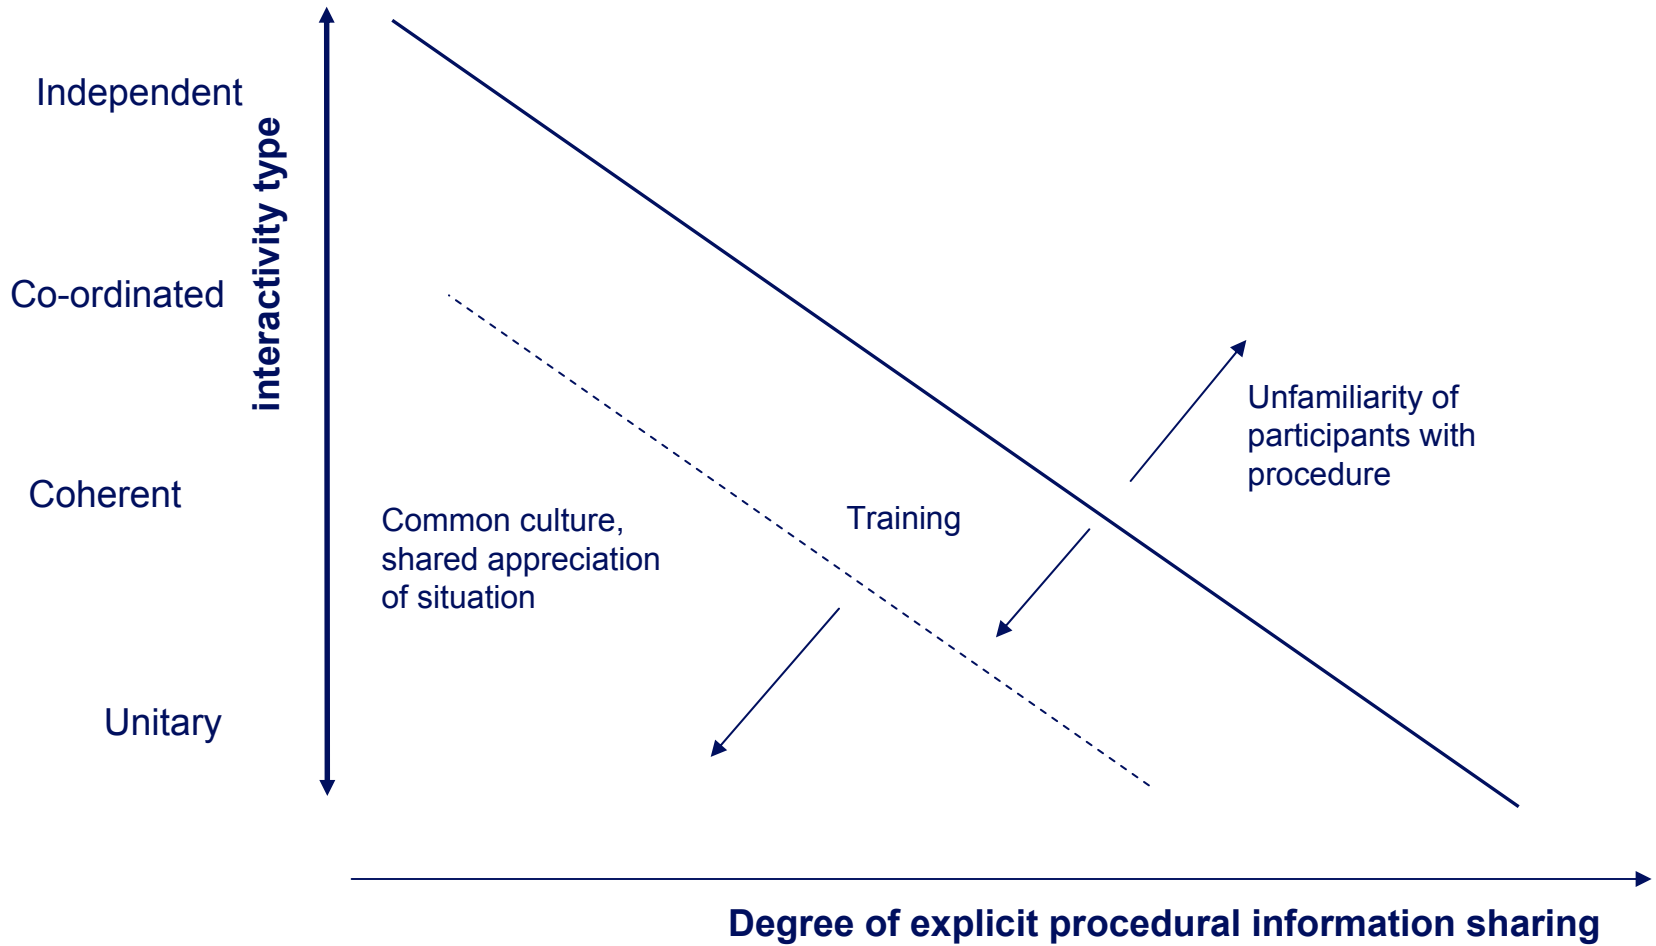 Independent
interactivity type
Co-ordinated
Unfamiliarity of
participants with
procedure
Coherent
Common culture,
shared appreciation
of situation
Training
Unitary
Degree of explicit procedural information sharing